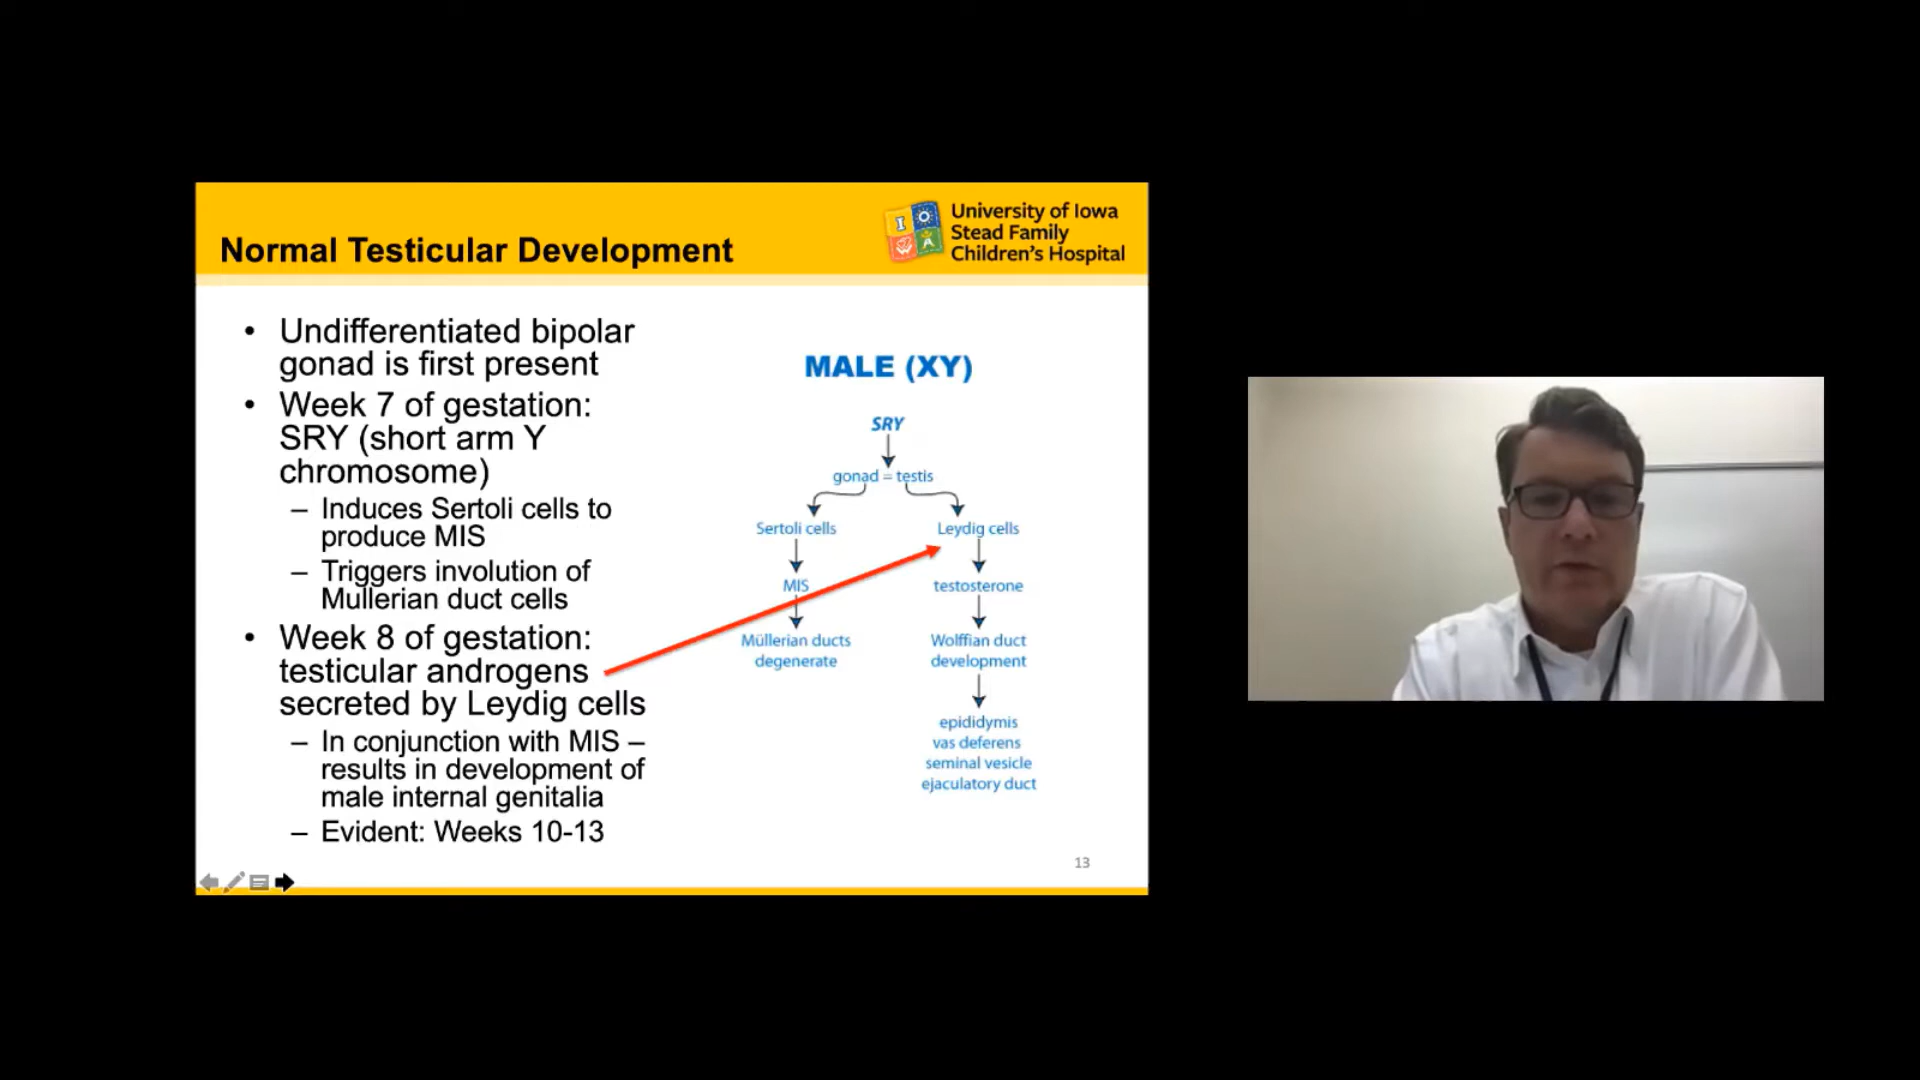 Normal Testicular Development
University of Iowa
Stead Family
Children's Hospital
• Undifferentiated bipolar
gonad is first present
• Week 7 of gestation:
SRY (short arm Y
chromosome)
– Induces Sertoli cells to
produce MIS
– Triggers involution of
Mullerian duct cells
• Week 8 of gestation:
testicular androgens
secreted by Leydig cells
– In conjunction with MIS –
results in development of
male internal genitalia
– Evident: Weeks 10-13
MALE (XY)
SRY
gonad = testis
Sertoli cells
Leydig cells
MIS
testosterone
Müllerian ducts
degenerate
Wolffian duct
development
epididymis
vas deferens
seminal vesicle
ejaculatory duct
13